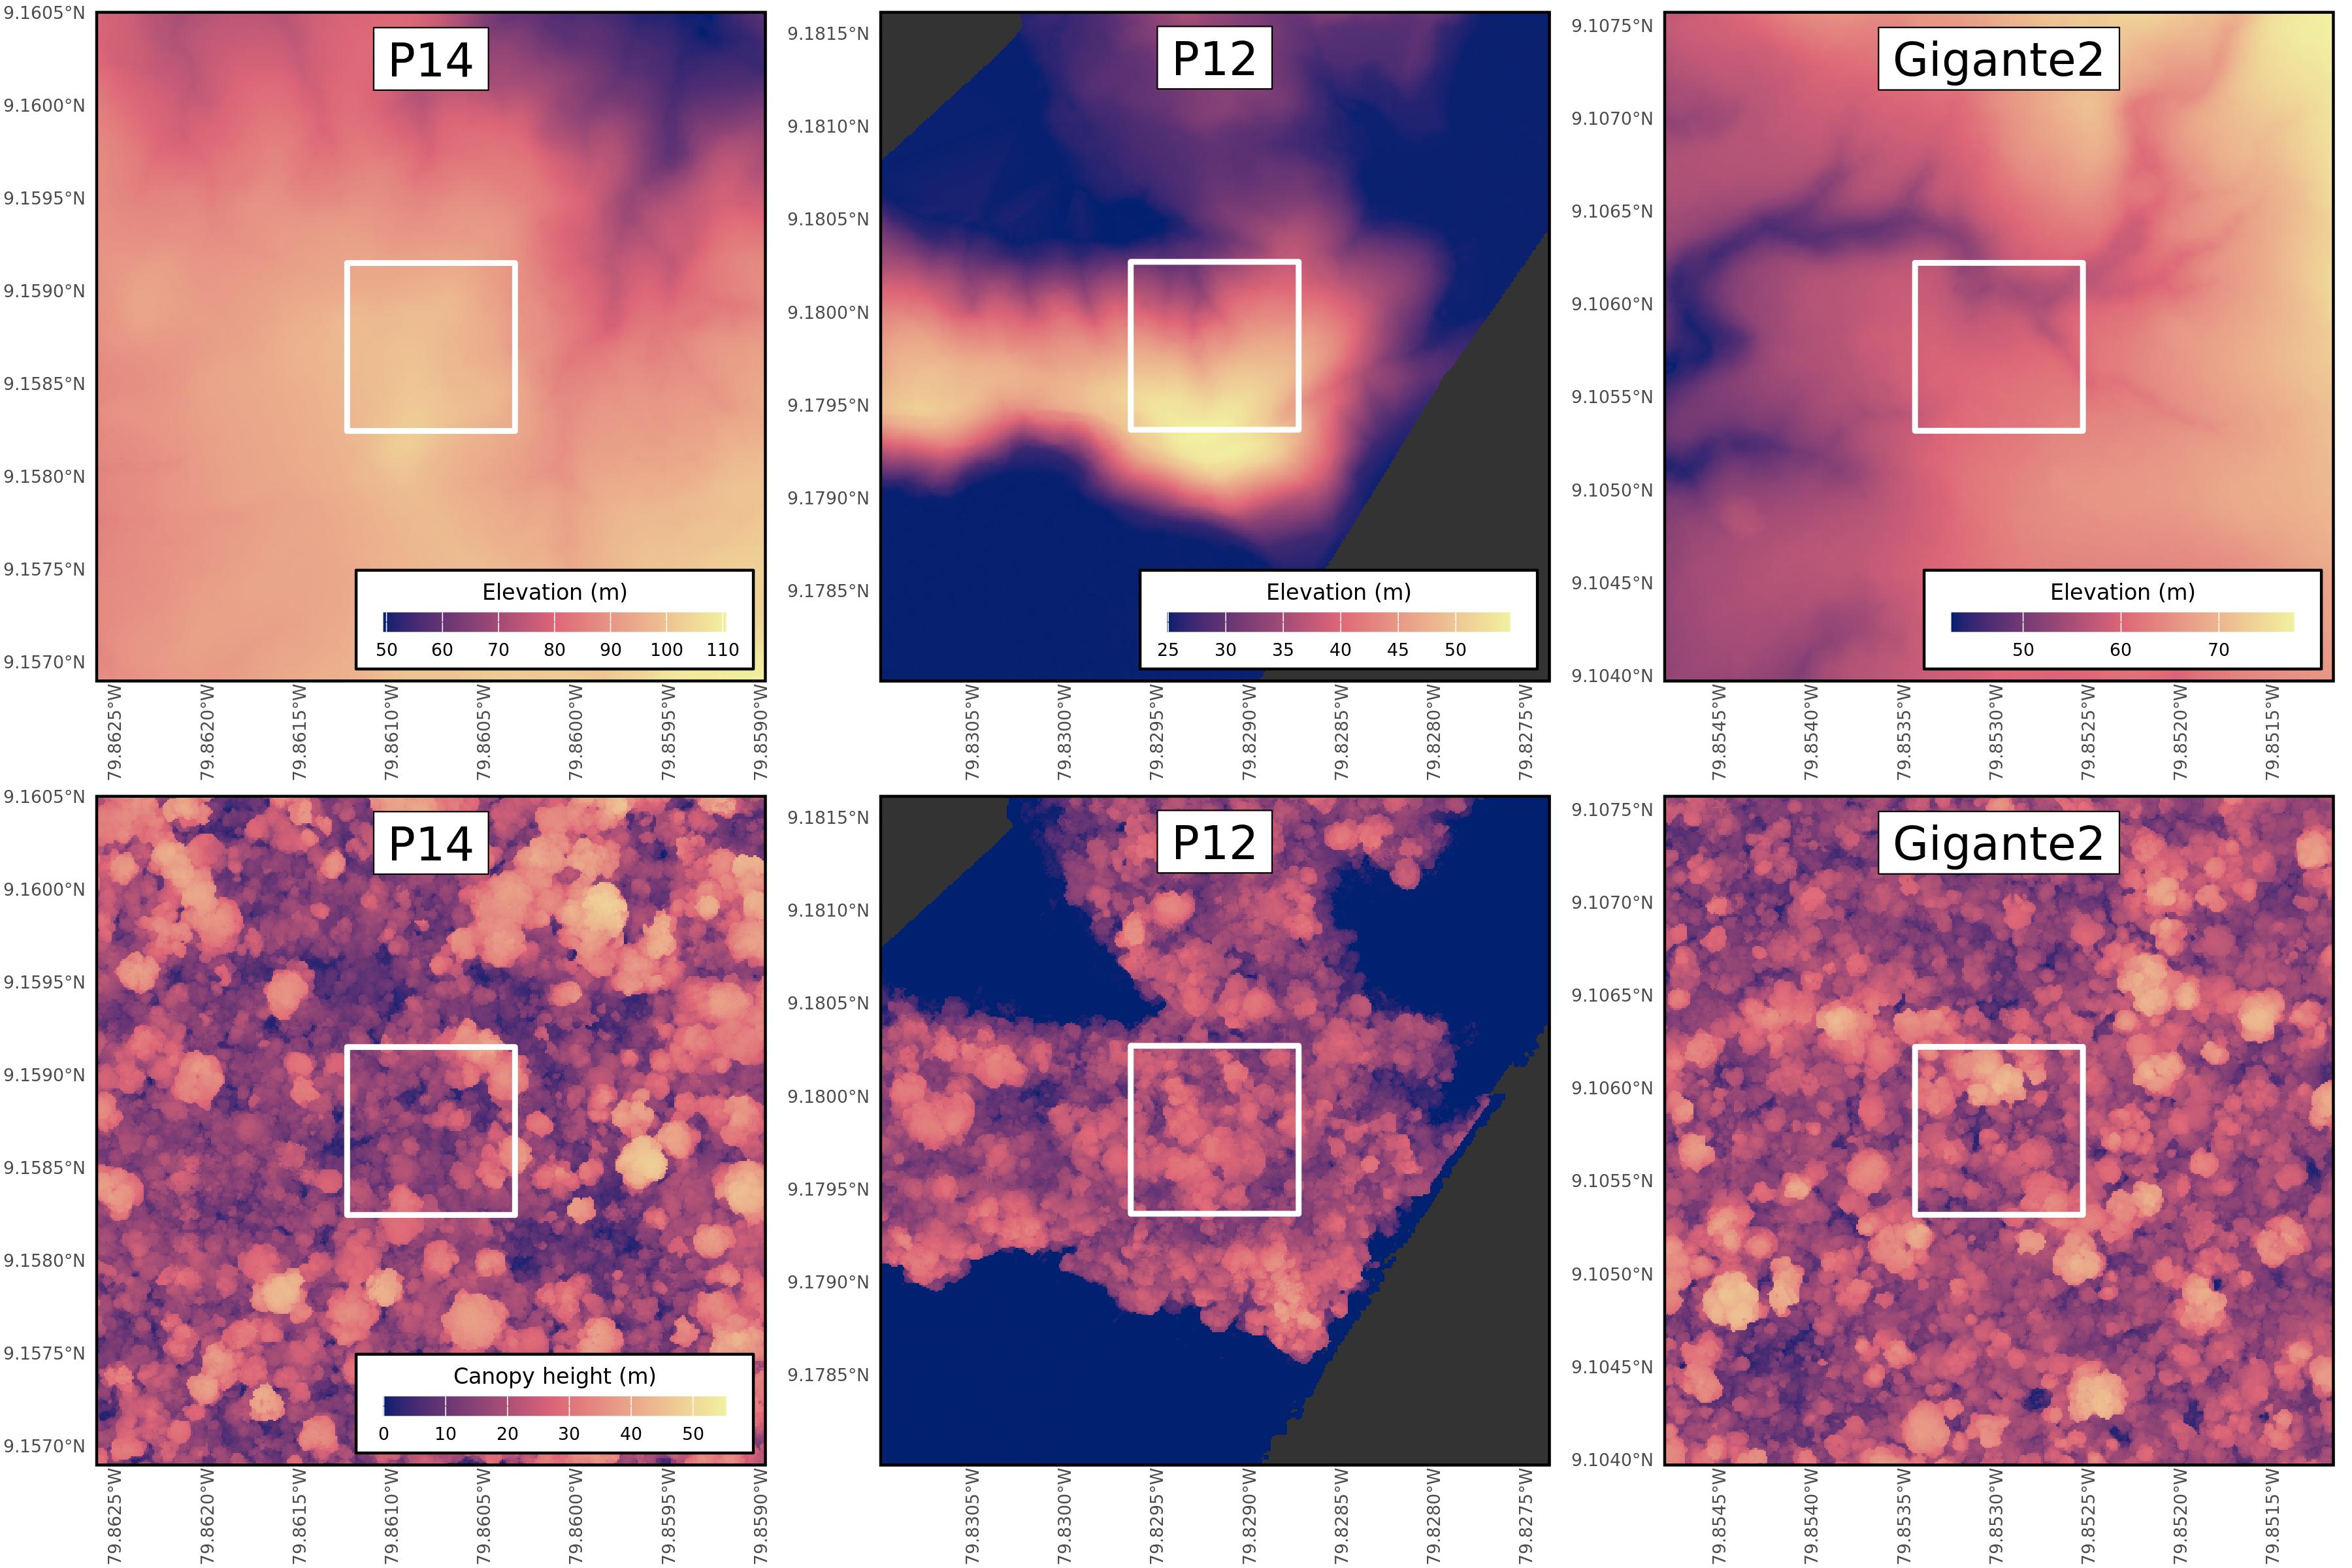 P14
9.1605°N
9.1600°N
9.1595°N
9.1590°N
9.1585°N
9.1580°N
9.1575°N
9.1570°N
Elevation (m)
50 60 70 80 90 100 110
79.8625°W 79.8620°W 79.8615°W 79.8610°W 79.8605°W 79.8600°W 79.8595°W 79.8590°W
P12
9.1815°N
9.1810°N
9.1805°N
9.1800°N
9.1795°N
9.1790°N
9.1785°N
Elevation (m)
25 30 35 40 45 50
79.8305°W 79.8300°W 79.8295°W 79.8290°W 79.8285°W 79.8280°W 79.8275°W
Gigante2
9.1075°N
9.1070°N
9.1065°N
9.1060°N
9.1055°N
9.1050°N
9.1045°N
9.1040°N
Elevation (m)
50 60 70
79.8545°W 79.8540°W 79.8535°W 79.8530°W 79.8525°W 79.8520°W 79.8515°W
P14
9.1605°N
9.1600°N
9.1595°N
9.1590°N
9.1585°N
9.1580°N
9.1575°N
9.1570°N
Canopy height (m)
0 10 20 30 40 50
79.8625°W 79.8620°W 79.8615°W 79.8610°W 79.8605°W 79.8600°W 79.8595°W 79.8590°W
P12
9.1815°N
9.1810°N
9.1805°N
9.1800°N
9.1795°N
9.1790°N
9.1785°N
79.8305°W 79.8300°W 79.8295°W 79.8290°W 79.8285°W 79.8280°W 79.8275°W
Gigante2
9.1075°N
9.1070°N
9.1065°N
9.1060°N
9.1055°N
9.1050°N
9.1045°N
9.1040°N
79.8545°W 79.8540°W 79.8535°W 79.8530°W 79.8525°W 79.8520°W 79.8515°W